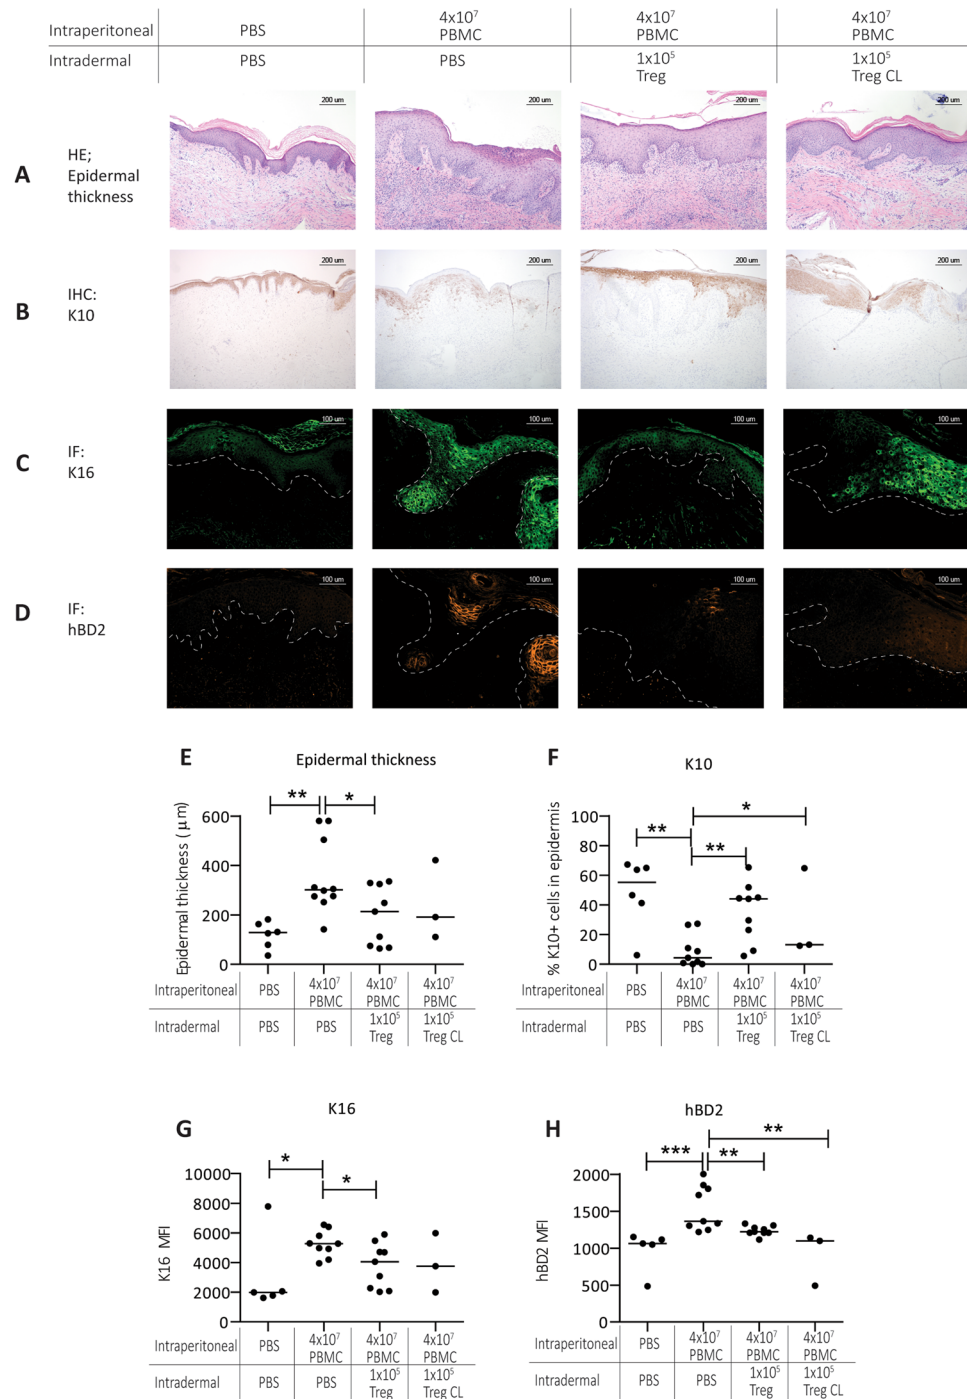 Intraperitoneal PBS 4x10⁷ PBMC 4x10⁷ PBMC 4x10⁷ PBMC
Intradermal PBS PBS 1x10⁵ Treg 1x10⁵ Treg CL
A HE; Epidermal thickness
200 um 200 um 200 um 200 um
B IHC: K10
200 um 200 um 200 um 200 um
C IF: K16
100 um 100 um 100 um 100 um
D IF: hBD2
100 um 100 um 100 um 100 um
E Epidermal thickness
** *
Epidermal thickness (μm)
600
400
200
0
Intraperitoneal PBS 4x10⁷ PBMC 4x10⁷ PBMC 4x10⁷ PBMC
Intradermal PBS PBS 1x10⁵ Treg 1x10⁵ Treg CL
F K10
** ** *
% K10+ cells in epidermis
100
80
60
40
20
0
Intraperitoneal PBS 4x10⁷ PBMC 4x10⁷ PBMC 4x10⁷ PBMC
Intradermal PBS PBS 1x10⁵ Treg 1x10⁵ Treg CL
G K16
* *
K16 MFI
10000
8000
6000
4000
2000
0
Intraperitoneal PBS 4x10⁷ PBMC 4x10⁷ PBMC 4x10⁷ PBMC
Intradermal PBS PBS 1x10⁵ Treg 1x10⁵ Treg CL
H hBD2
*** ** **
hBD2 MFI
2000
1500
1000
500
0
Intraperitoneal PBS 4x10⁷ PBMC 4x10⁷ PBMC 4x10⁷ PBMC
Intradermal PBS PBS 1x10⁵ Treg 1x10⁵ Treg CL